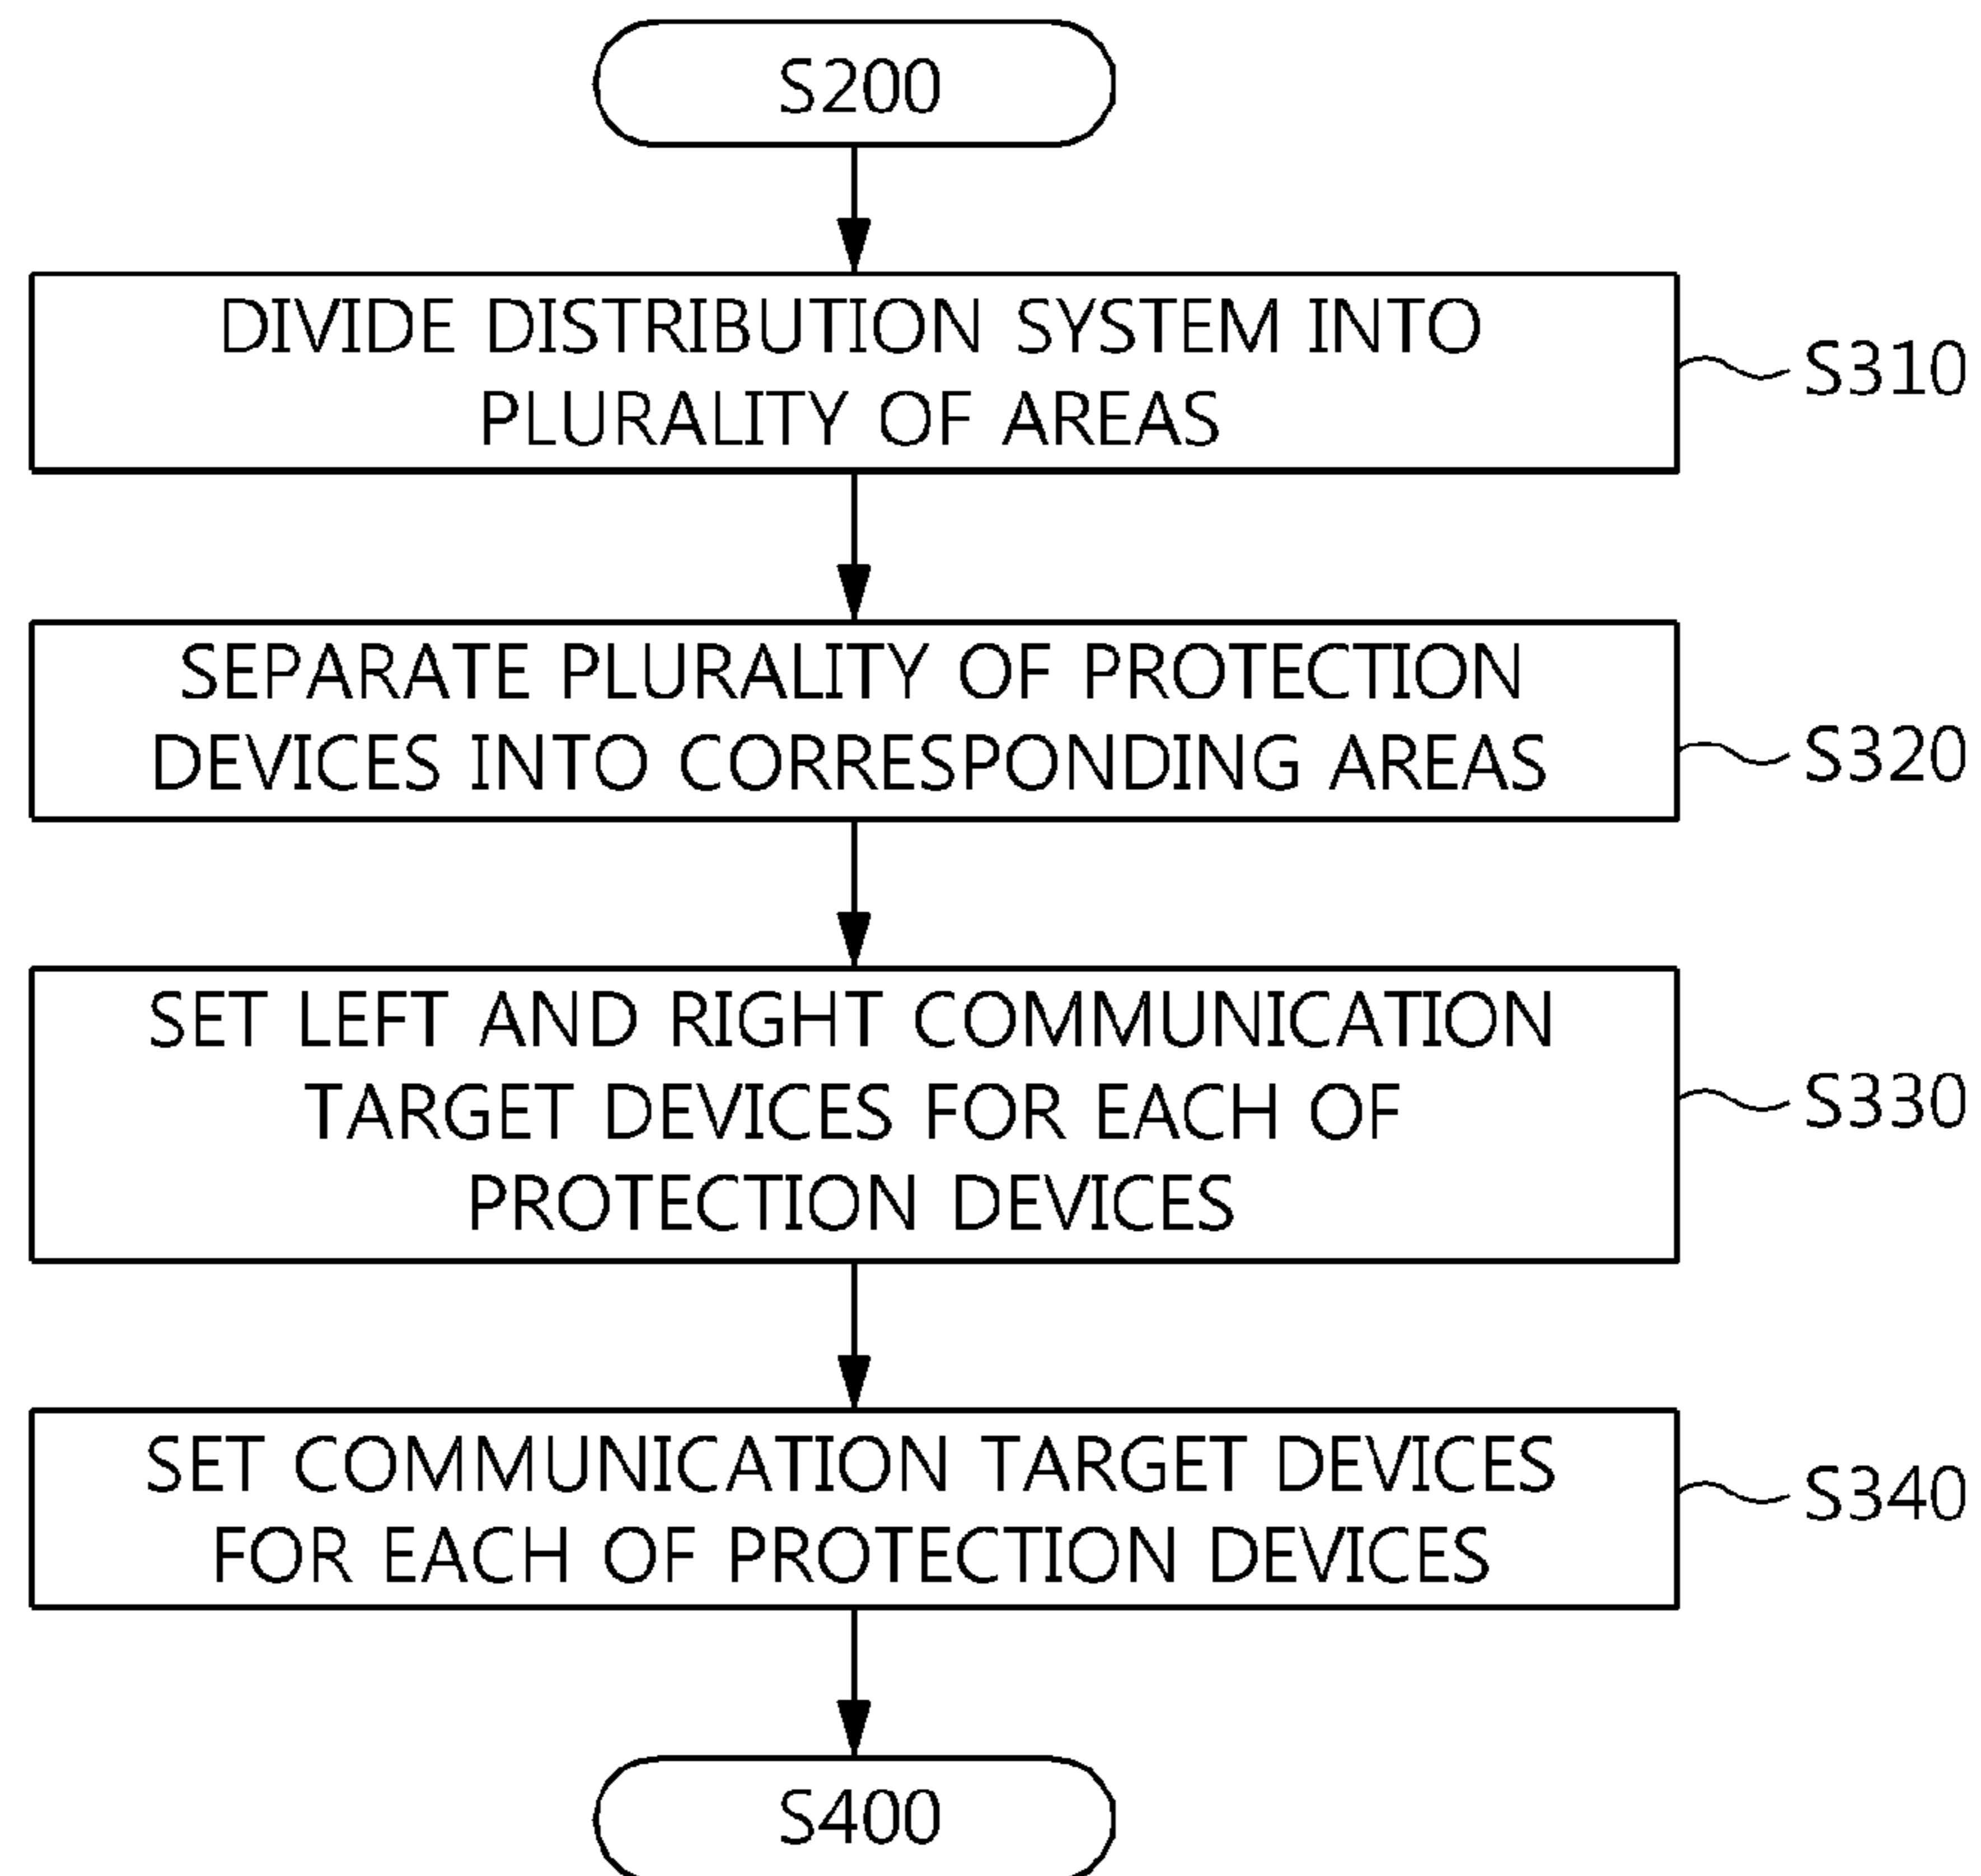 S200
DIVIDE DISTRIBUTION SYSTEM INTO
PLURALITY OF AREAS
S310
SEPARATE PLURALITY OF PROTECTION
DEVICES INTO CORRESPONDING AREAS
S320
SET LEFT AND RIGHT COMMUNICATION
TARGET DEVICES FOR EACH OF
PROTECTION DEVICES
S330
SET COMMUNICATION TARGET DEVICES
FOR EACH OF PROTECTION DEVICES
S340
S400